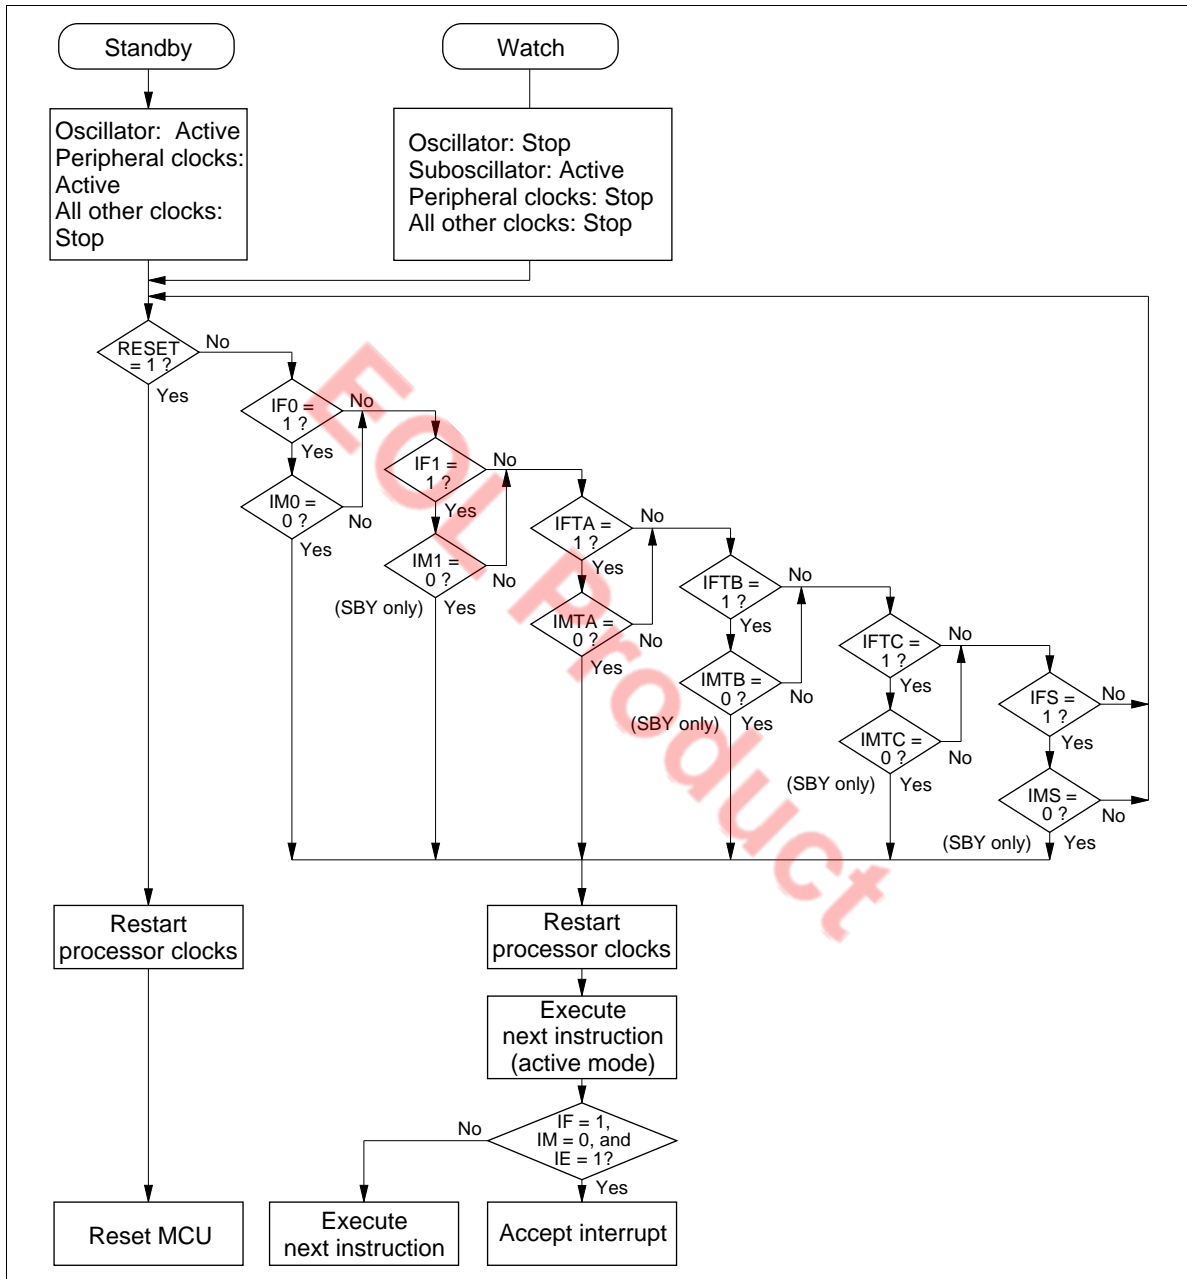 Standby
Watch
Oscillator: Active
Peripheral clocks:
Active
All other clocks:
Stop
Oscillator: Stop
Suboscillator: Active
Peripheral clocks: Stop
All other clocks: Stop
RESET
= 1 ?
No
Yes
IF0 =
1 ?
No
Yes
IM0 =
0 ?
No
Yes
IF1 =
1 ?
No
Yes
IM1 =
0 ?
No
(SBY only)
Yes
IFTA =
1 ?
No
Yes
IMTA =
0 ?
No
Yes
IFTB =
1 ?
No
Yes
IMTB =
0 ?
No
(SBY only)
Yes
IFTC =
1 ?
No
Yes
IMTC =
0 ?
No
(SBY only)
Yes
IFS =
1 ?
No
Yes
IMS =
0 ?
No
(SBY only)
Yes
EOL Product
Restart
processor clocks
Restart
processor clocks
Execute
next instruction
(active mode)
IF = 1,
IM = 0, and
IE = 1?
No
Yes
Reset MCU
Execute
next instruction
Accept interrupt